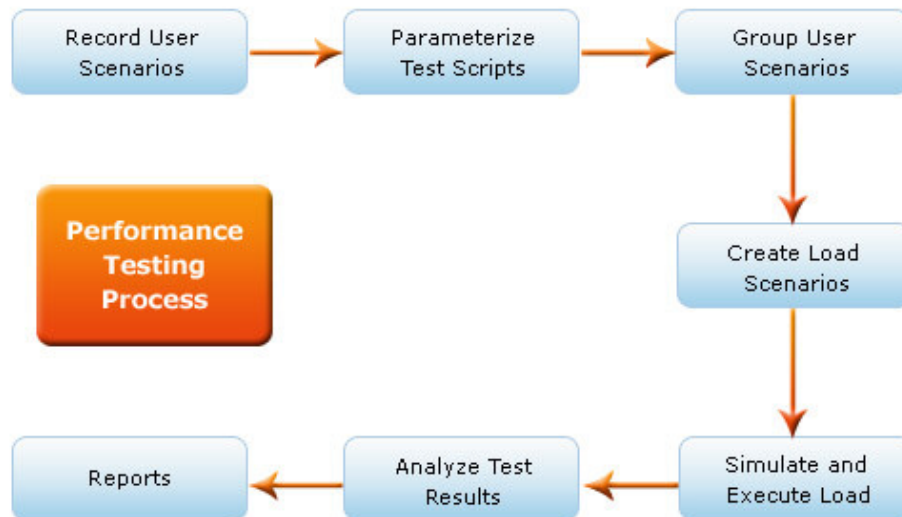 Record User
Scenarios
Parameterize
Test Scripts
Group User
Scenarios
Performance
Testing
Process
Create Load
Scenarios
Simulate and
Execute Load
Analyze Test
Results
Reports